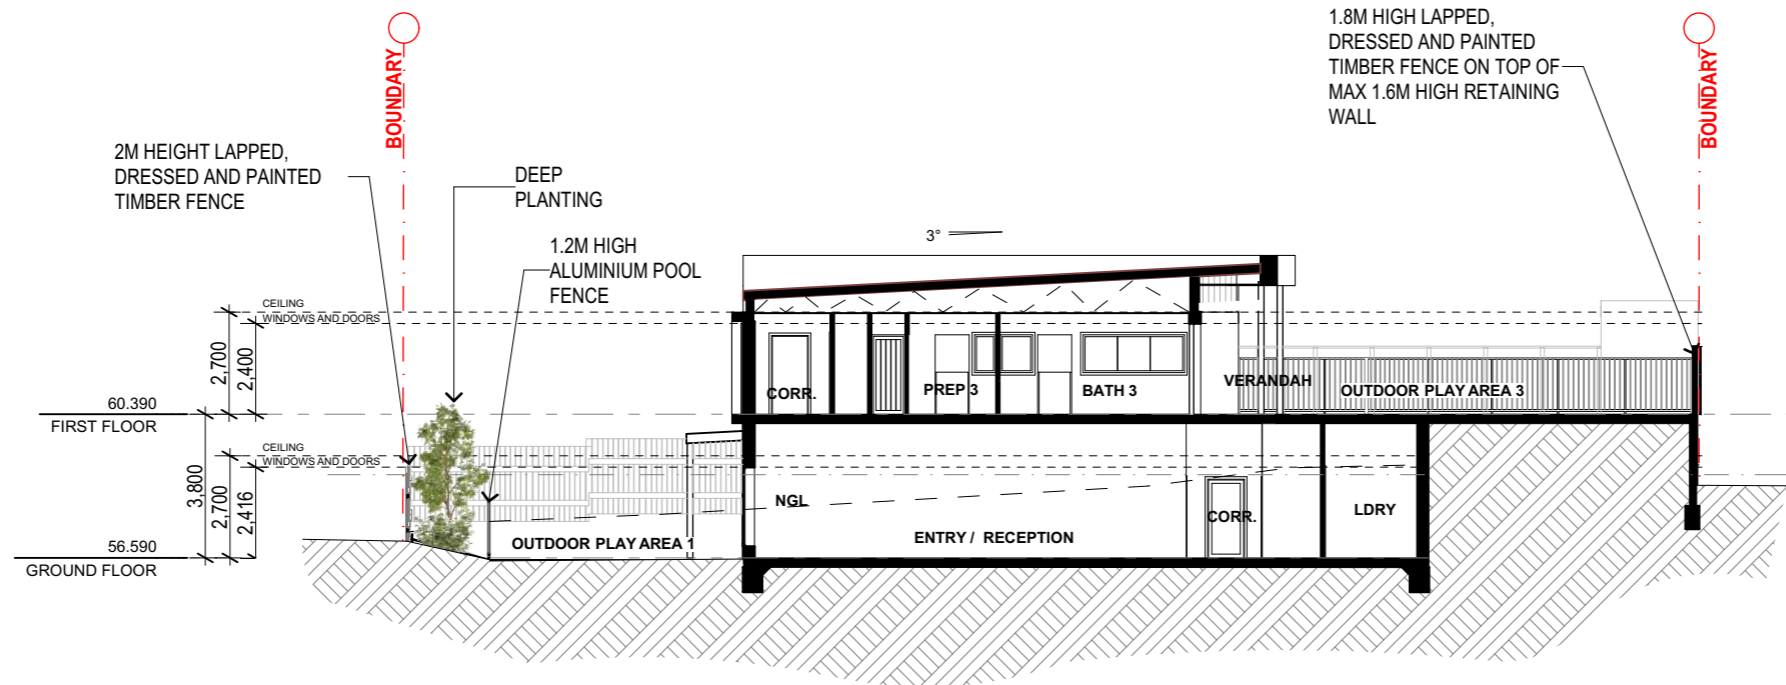 1.8M HIGH LAPPED,
DRESSED AND PAINTED
TIMBER FENCE ON TOP OF
MAX 1.6M HIGH RETAINING
WALL
BOUNDARY
BOUNDARY
2M HEIGHT LAPPED,
DRESSED AND PAINTED
TIMBER FENCE
DEEP
PLANTING
1.2M HIGH
ALUMINIUM POOL
FENCE
3°
CEILING
WINDOWS AND DOORS
2,700
2,400
CORR.
PREP 3
BATH 3
VERANDAH
OUTDOOR PLAY AREA 3
60.390
FIRST FLOOR
CEILING
WINDOWS AND DOORS
3,800
2,700
2,416
NGL
CORR.
LDRY
OUTDOOR PLAY AREA 1
ENTRY / RECEPTION
56.590
GROUND FLOOR